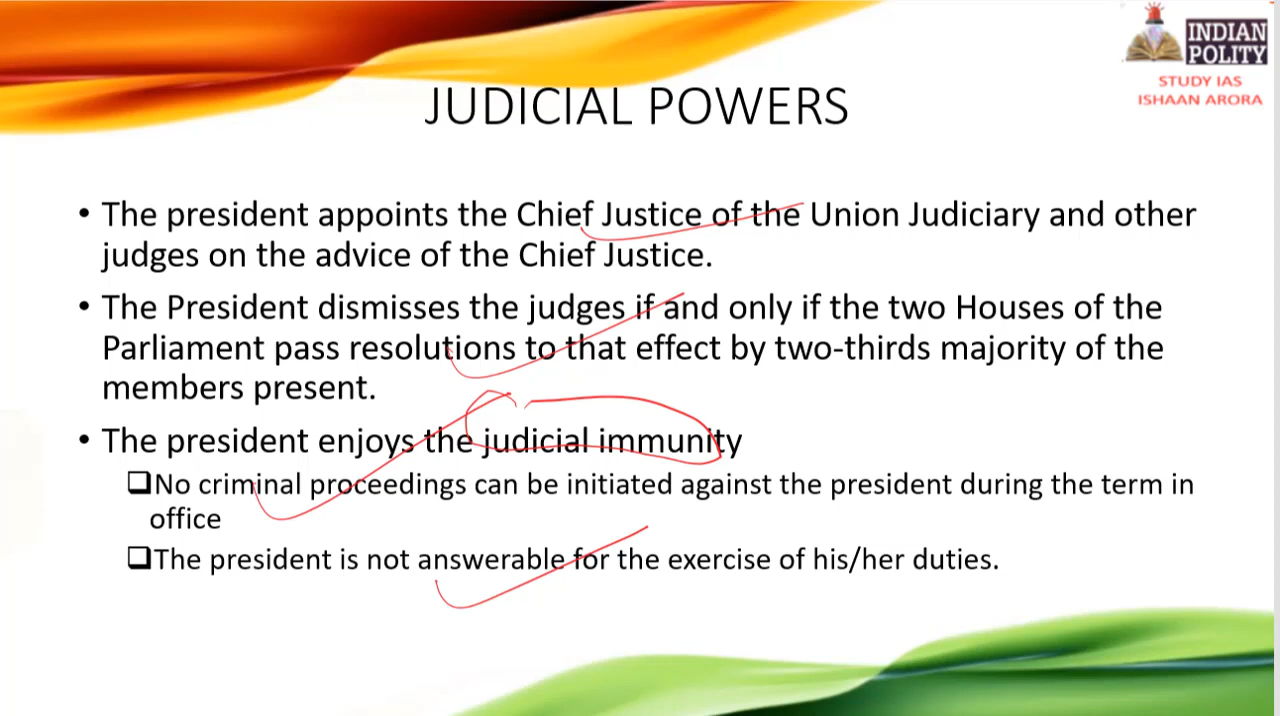 INDIAN
POLITY
STUDY IAS
ISHAAN ARORA
JUDICIAL POWERS
• The president appoints the Chief Justice of the Union Judiciary and other
judges on the advice of the Chief Justice.
• The President dismisses the judges if and only if the two Houses of the
Parliament pass resolutions to that effect by two-thirds majority of the
members present.
• The president enjoys the judicial immunity
❑No criminal proceedings can be initiated against the president during the term in
office
❑The president is not answerable for the exercise of his/her duties.